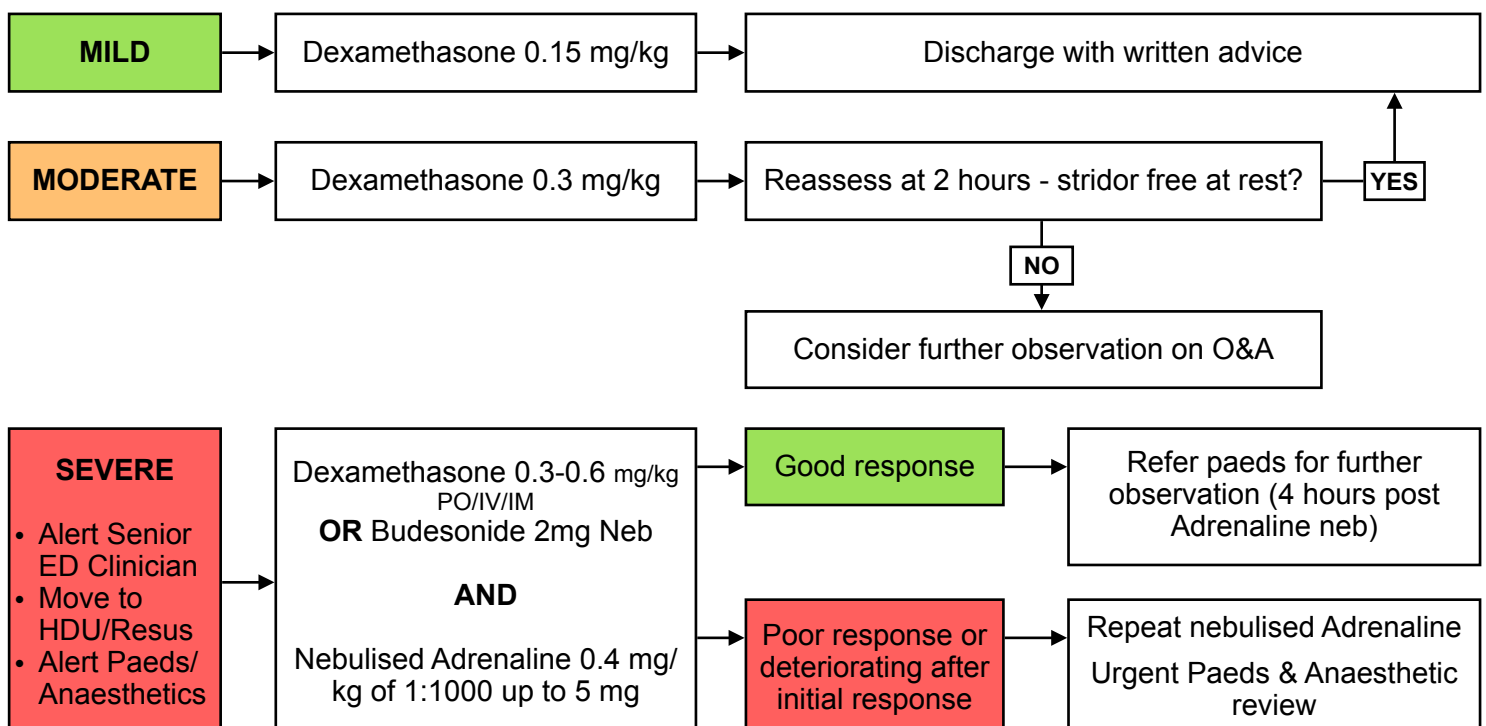 MILD
Dexamethasone 0.15 mg/kg
Discharge with written advice
MODERATE
Dexamethasone 0.3 mg/kg
Reassess at 2 hours - stridor free at rest?
YES
NO
Consider further observation on O&A
SEVERE
• Alert Senior
ED Clinician
• Move to
HDU/Resus
• Alert Paeds/
Anaesthetics
Dexamethasone 0.3-0.6 mg/kg
PO/IV/IM
OR Budesonide 2mg Neb
AND
Nebulised Adrenaline 0.4 mg/
kg of 1:1000 up to 5 mg
Good response
Refer paeds for further
observation (4 hours post
Adrenaline neb)
Poor response or
deteriorating after
initial response
Repeat nebulised Adrenaline
Urgent Paeds & Anaesthetic
review